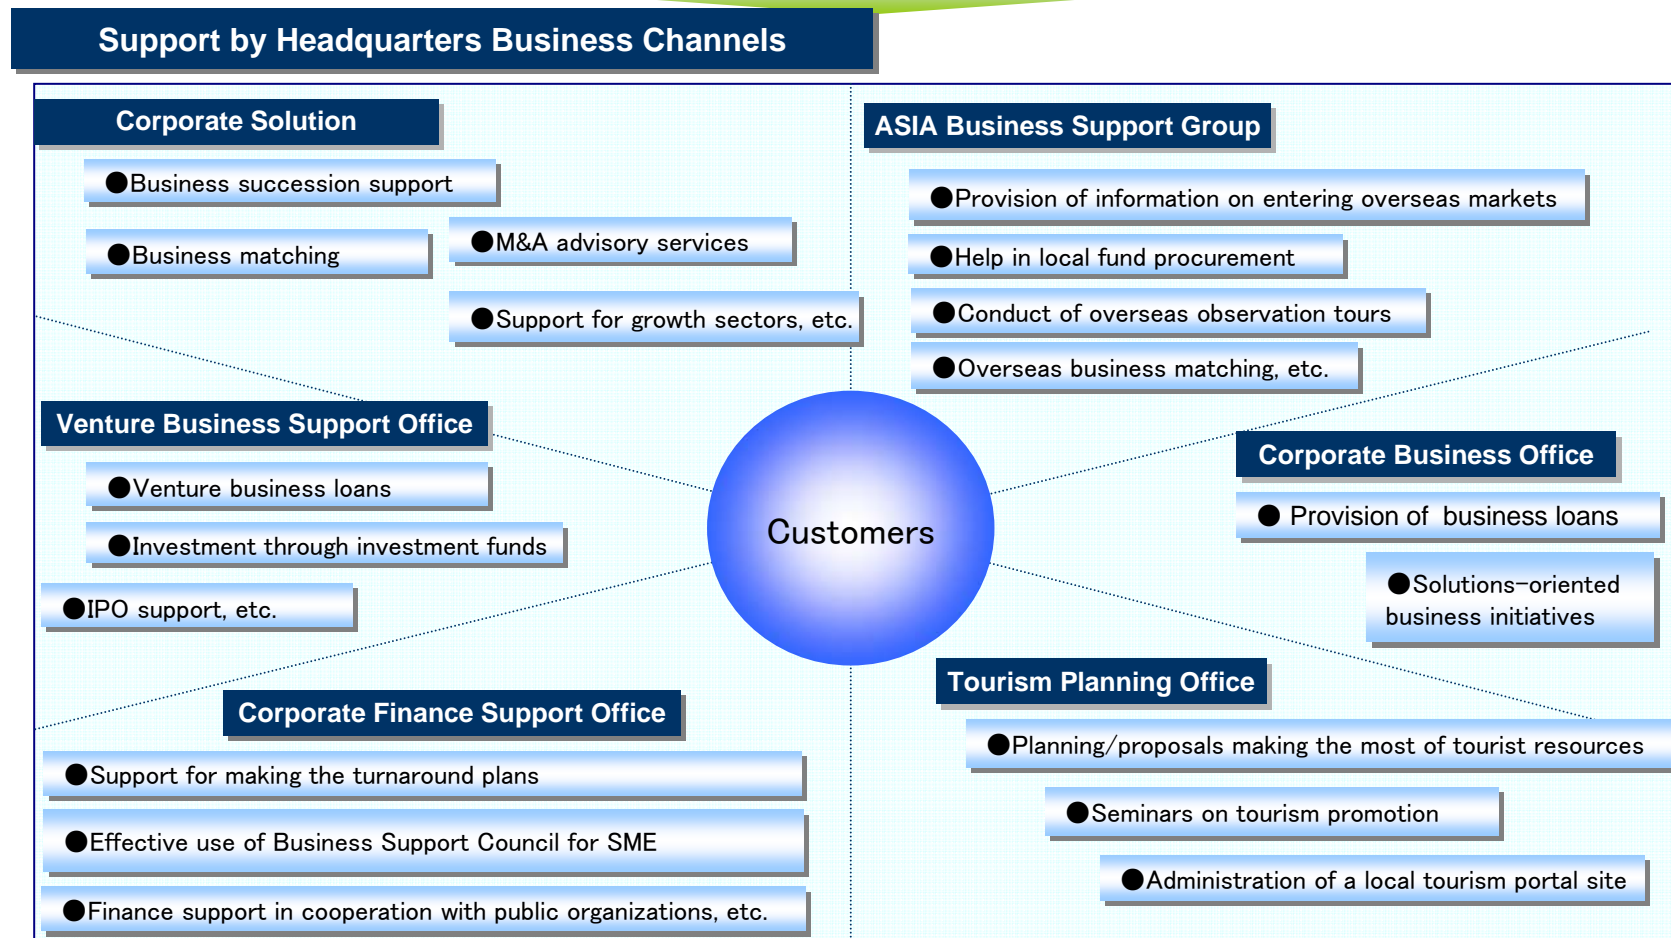 Support by Headquarters Business Channels
Corporate Solution
●Business succession support
●Business matching
●M&A advisory services
●Support for growth sectors, etc.
ASIA Business Support Group
●Provision of information on entering overseas markets
●Help in local fund procurement
●Conduct of overseas observation tours
●Overseas business matching, etc.
Venture Business Support Office
●Venture business loans
●Investment through investment funds
●IPO support, etc.
Customers
Corporate Business Office
● Provision of business loans
●Solutions-oriented
business initiatives
Corporate Finance Support Office
●Support for making the turnaround plans
●Effective use of Business Support Council for SME
●Finance support in cooperation with public organizations, etc.
Tourism Planning Office
●Planning/proposals making the most of tourist resources
●Seminars on tourism promotion
●Administration of a local tourism portal site